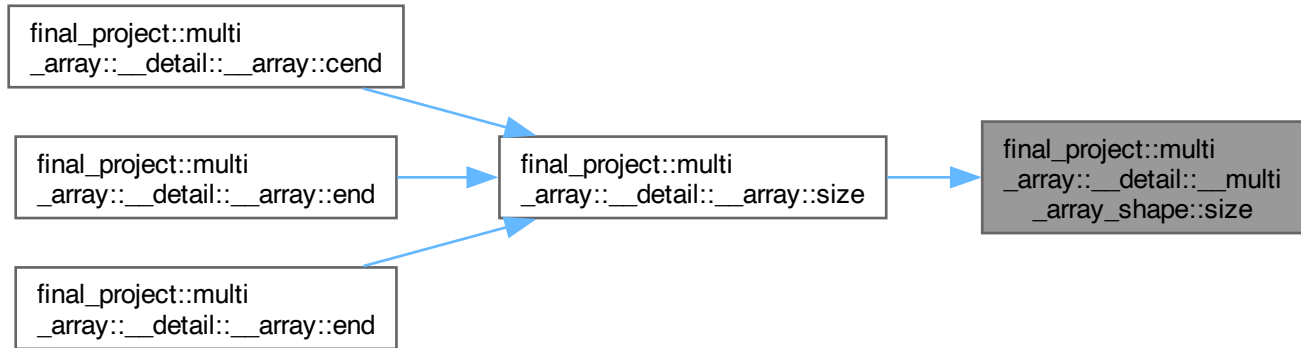 final_project::multi
_array::__detail::__array::cend
final_project::multi
_array::__detail::__array::end
final_project::multi
_array::__detail::__array::end
final_project::multi
_array::__detail::__array::size
final_project::multi
_array::__detail::__multi
_array_shape::size